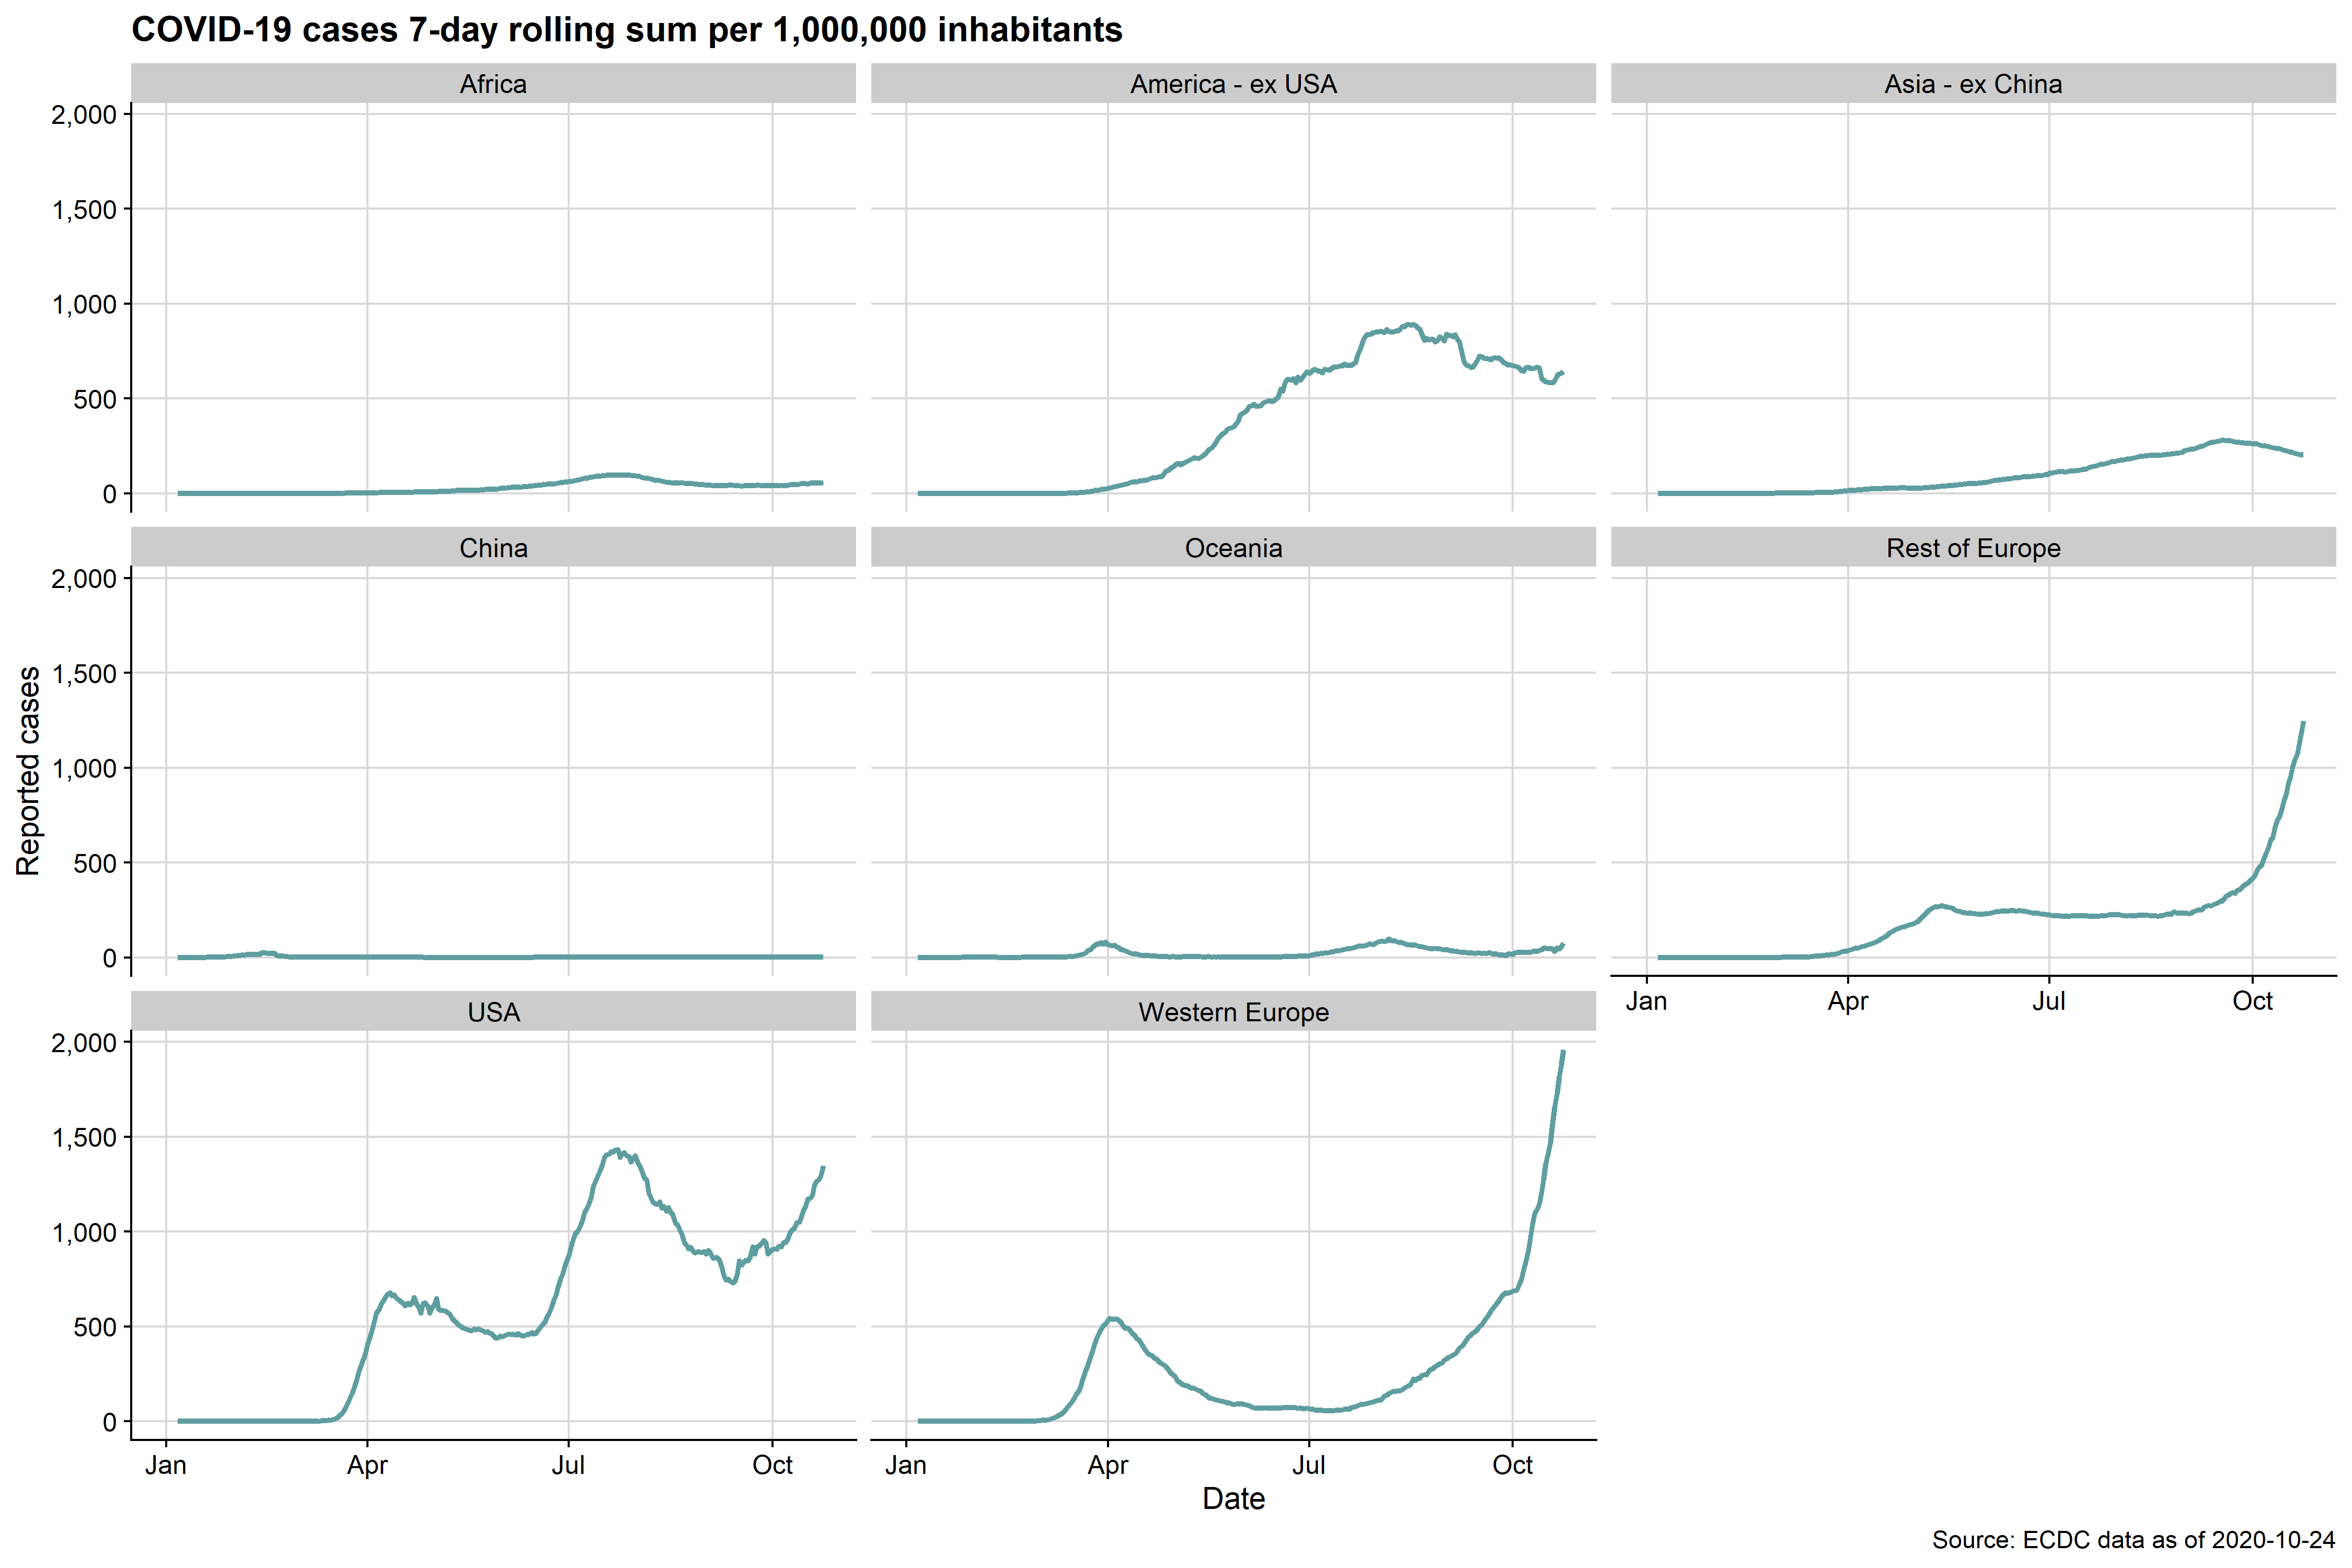 COVID-19 cases 7-day rolling sum per 1,000,000 inhabitants
Africa
America - ex USA
Asia - ex China
2,000
1,500
1,000
500
0
China
Oceania
Rest of Europe
2,000
1,500
1,000
500
0
Reported cases
Jan Apr Jul Oct
USA
Western Europe
2,000
1,500
1,000
500
0
Jan Apr Jul Oct
Jan Apr Jul Oct
Date
Source: ECDC data as of 2020-10-24